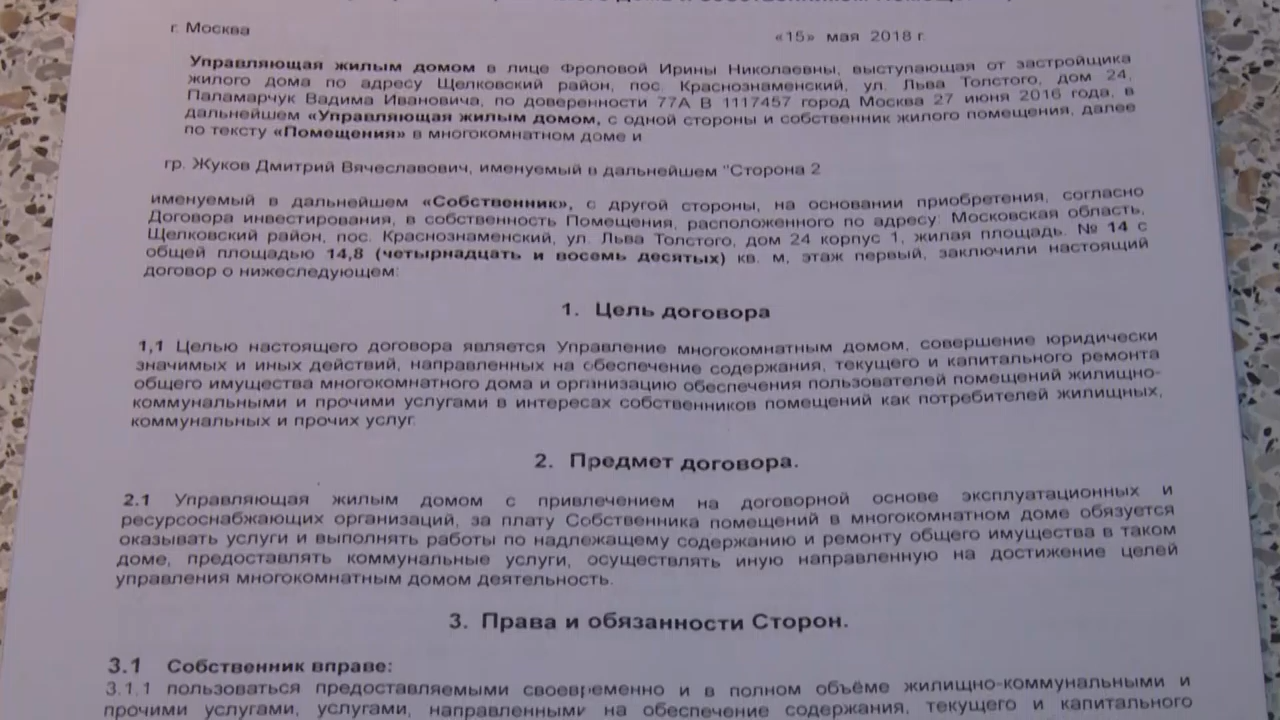 г. Москва
«15» мая 2018 г.
Управляющая жилым домом в лице Фроловой Ирины Николаевны, выступающая от застройщика
жилого дома по адресу Щелковский район, пос. Краснознаменский, ул. Льва Толстого, дом 24,
Паламарчук Вадима Ивановича, по доверенности 77А В 1117457 город Москва 27 июня 2016 года, в
дальнейшем «Управляющая жилым домом, с одной стороны и собственник жилого помещения, далее
по тексту «Помещения» в многокомнатном доме и
гр. Жуков Дмитрий Вячеславович, именуемый в дальнейшем "Сторона 2
именуемый в дальнейшем «Собственник», с другой стороны, на основании приобретения, согласно
Договора инвестирования, в собственность Помещения, расположенного по адресу: Московская область,
Щелковский район, пос. Краснознаменский, ул. Льва Толстого, дом 24 корпус 1, жилая площадь. № 14 с
общей площадью 14,8 (четырнадцать и восемь десятых) кв. м, этаж первый, заключили настоящий
договор о нижеследующем:
1. Цель договора
1,1 Целью настоящего договора является Управление многокомнатным домом, совершение юридически
значимых и иных действий, направленных на обеспечение содержания, текущего и капитального ремонта
общего имущества многокомнатного дома и организацию обеспечения пользователей помещений жилищно-
коммунальными и прочими услугами в интересах собственников помещений как потребителей жилищных,
коммунальных и прочих услуг.
2. Предмет договора.
2.1 Управляющая жилым домом с привлечением на договорной основе эксплуатационных и
ресурсоснабжающих организаций, за плату Собственника помещений в многокомнатном доме обязуется
оказывать услуги и выполнять работы по надлежащему содержанию и ремонту общего имущества в таком
доме, предоставлять коммунальные услуги, осуществлять иную направленную на достижение целей
управления многокомнатным домом деятельность.
3. Права и обязанности Сторон.
3.1 Собственник вправе:
3.1.1 пользоваться предоставляемыми своевременно и в полном объёме жилищно-коммунальными и
прочими услугами, услугами, направленными на обеспечение содержания, текущего и капитального